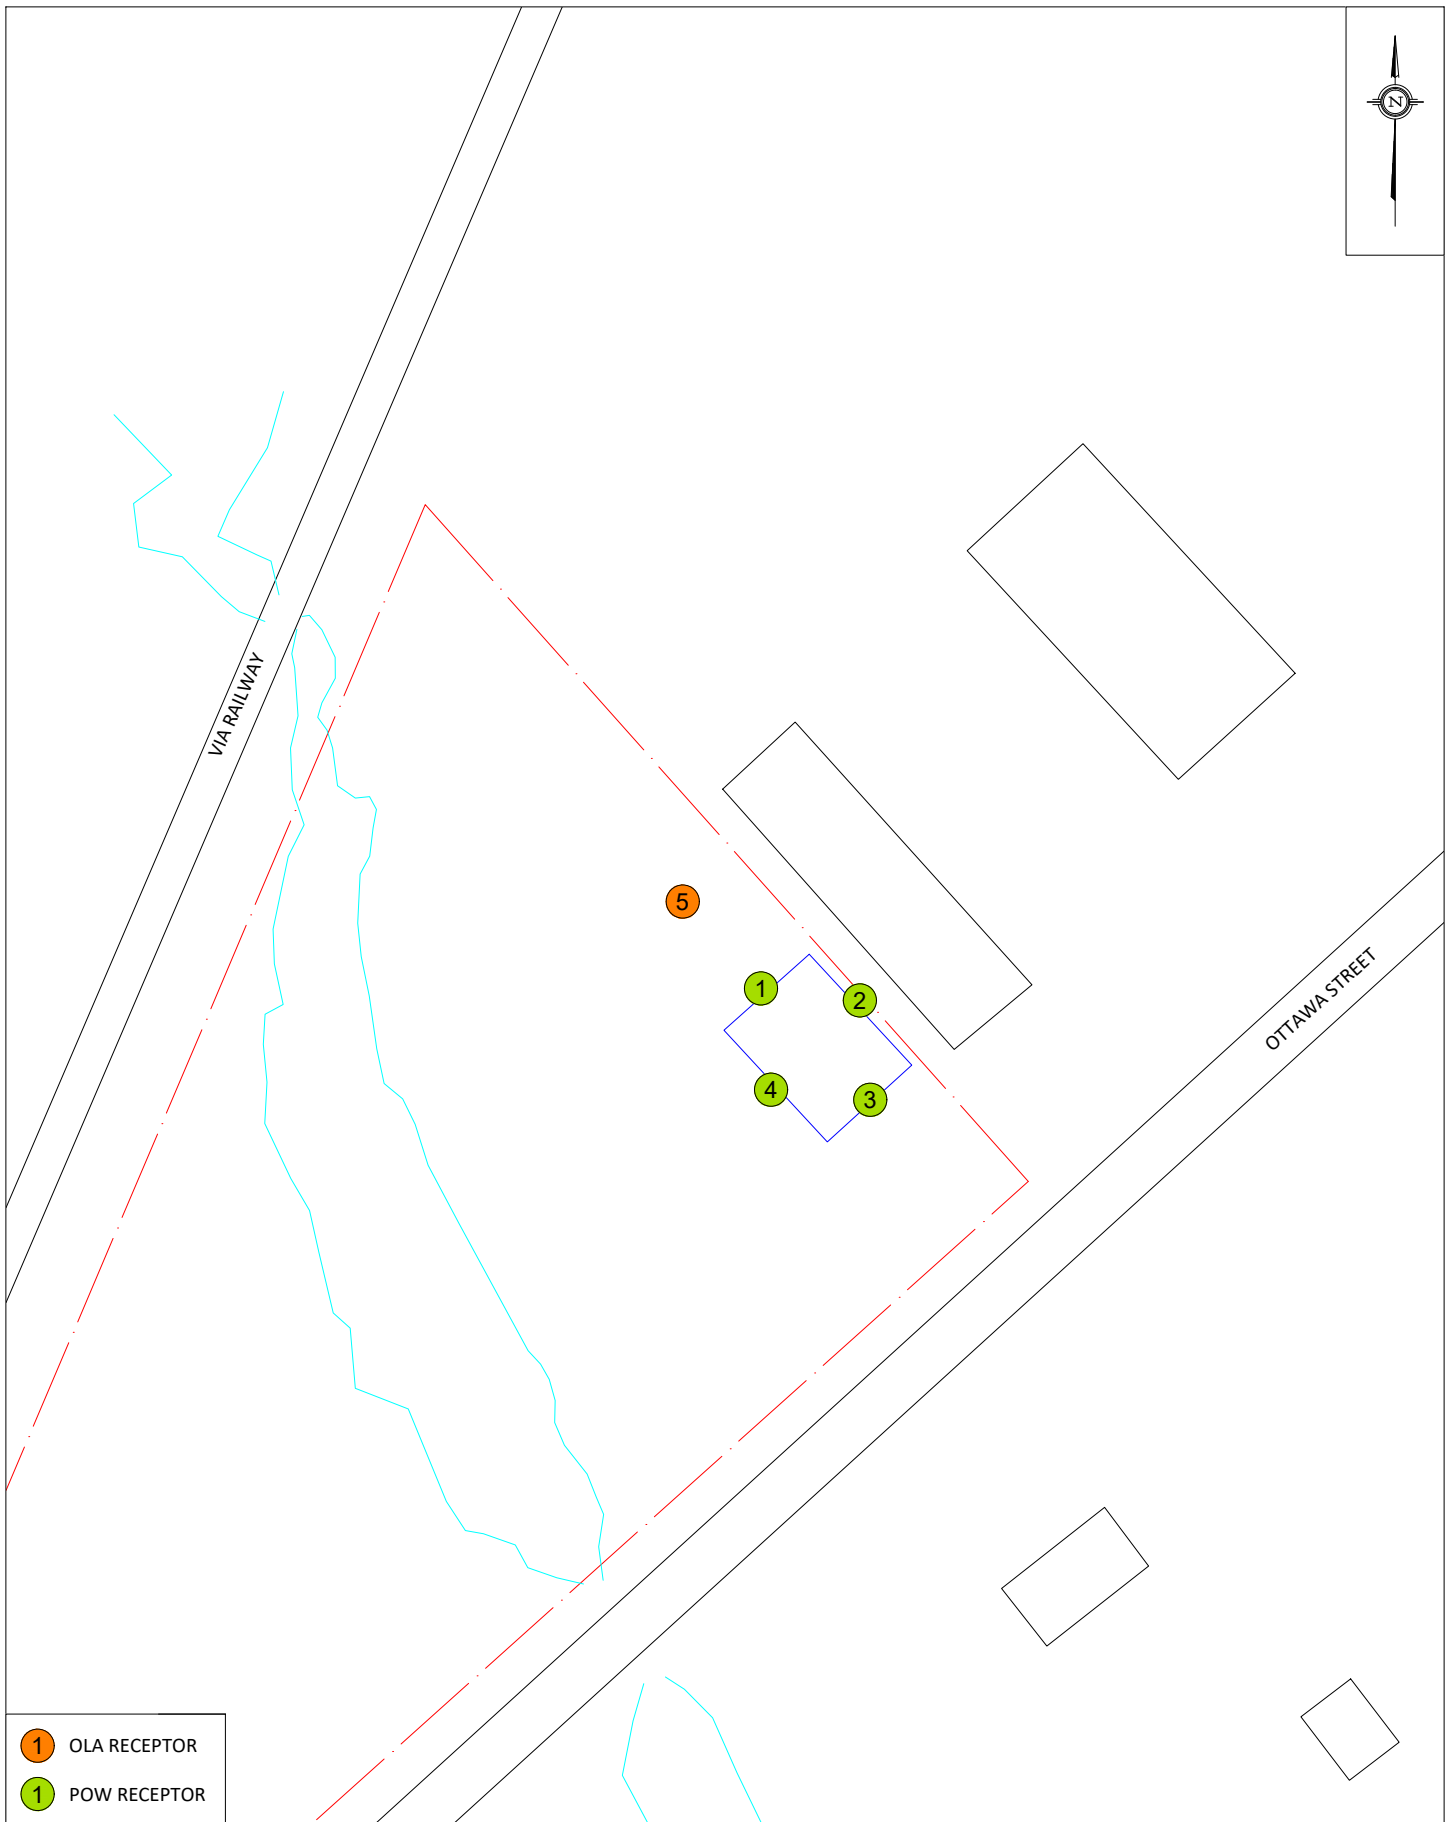 N
VIA RAILWAY
5
1
2
OTTAWA STREET
4
3
1 OLA RECEPTOR
1 POW RECEPTOR